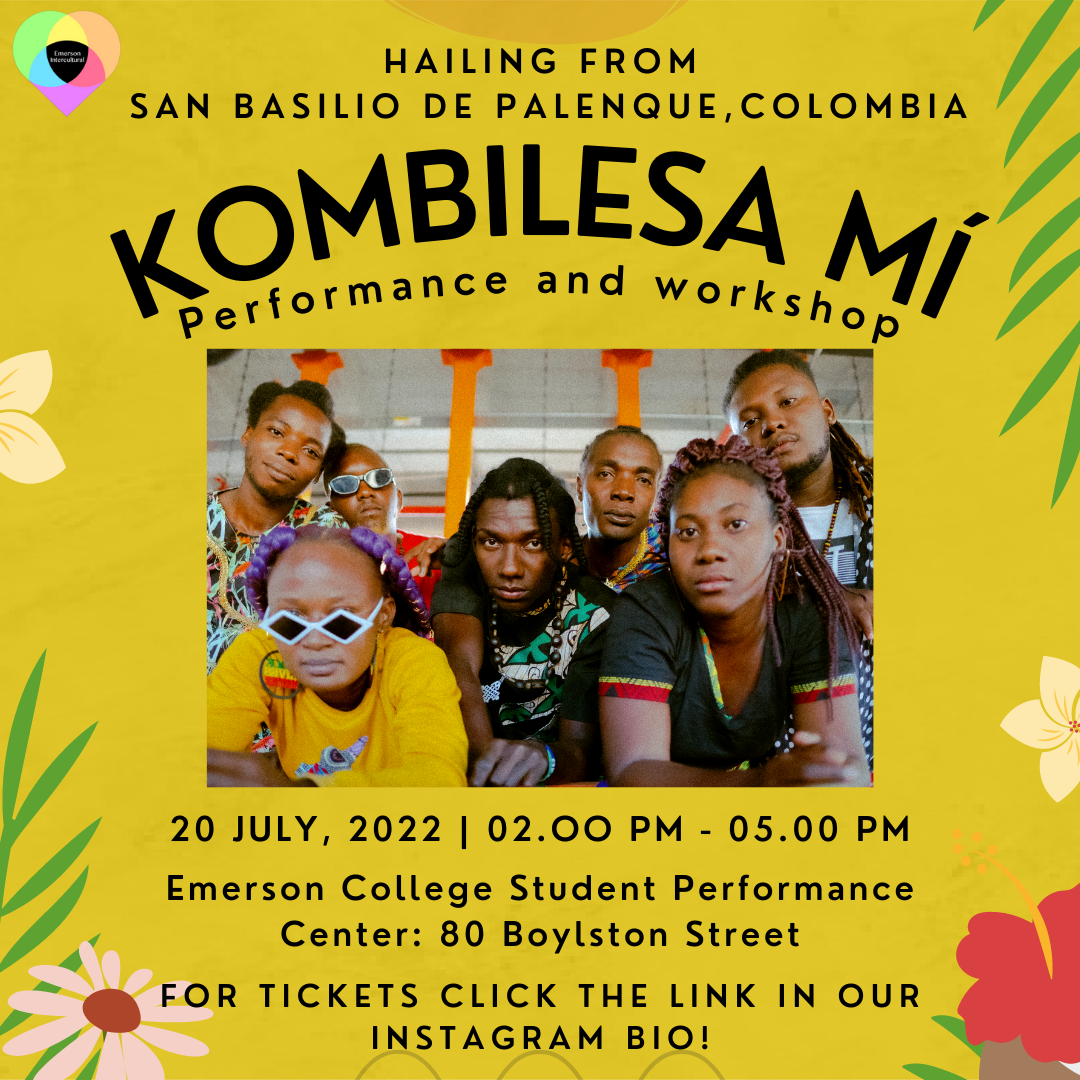 Emerson
Intercultural
HAILING FROM
SAN BASILIO DE PALENQUE,COLOMBIA
KOMBILESA MÍ
Performance and workshop
20 JULY, 2022 | 02.OO PM - 05.00 PM
Emerson College Student Performance
Center: 80 Boylston Street
FOR TICKETS CLICK THE LINK IN OUR
INSTAGRAM BIO!